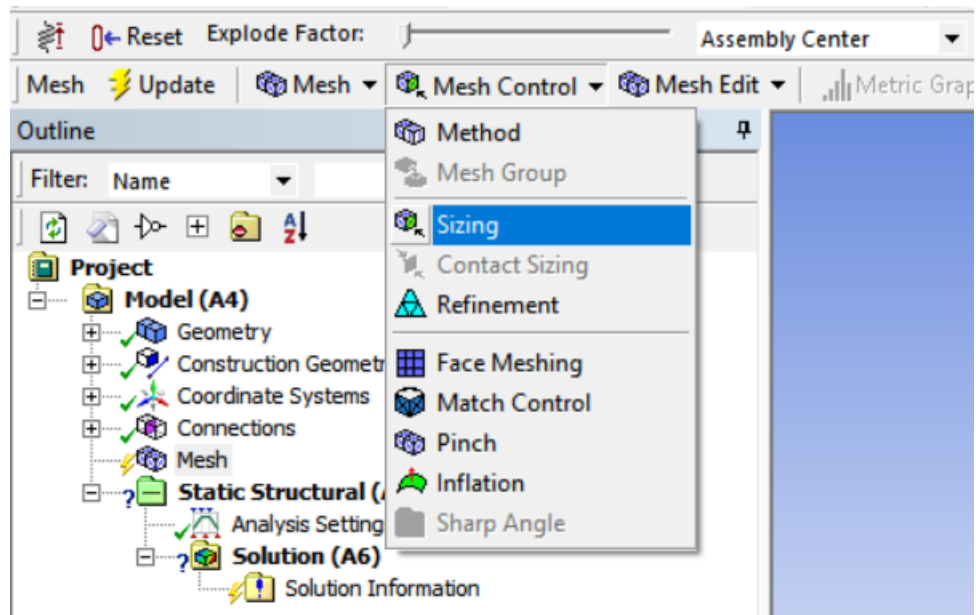 Reset Explode Factor: Assembly Center
Mesh Update Mesh Mesh Control Mesh Edit Metric Grap
Outline
Method
Filter: Name
Mesh Group
Sizing
Contact Sizing
Refinement
Face Meshing
Match Control
Pinch
Inflation
Sharp Angle
Project
Model (A4)
Geometry
Construction Geometr
Coordinate Systems
Connections
Mesh
Static Structural (
Analysis Setting
Solution (A6)
Solution Information